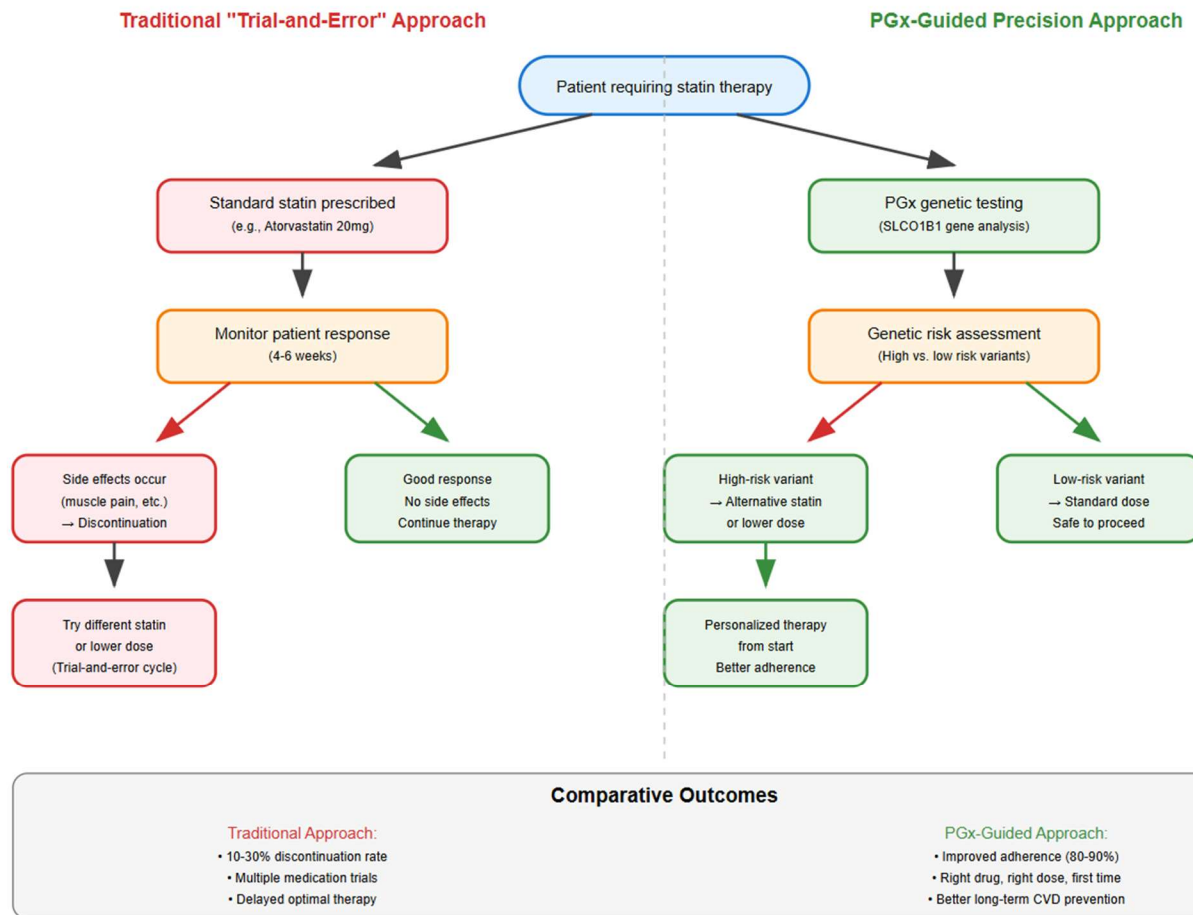 Traditional "Trial-and-Error" Approach
PGx-Guided Precision Approach
Patient requiring statin therapy
Standard statin prescribed
(e.g., Atorvastatin 20mg)
PGx genetic testing
(SLCO1B1 gene analysis)
Monitor patient response
(4-6 weeks)
Genetic risk assessment
(High vs. low risk variants)
Side effects occur
(muscle pain, etc.)
→ Discontinuation
Good response
No side effects
Continue therapy
High-risk variant
→ Alternative statin
or lower dose
Low-risk variant
→ Standard dose
Safe to proceed
Try different statin
or lower dose
(Trial-and-error cycle)
Personalized therapy
from start
Better adherence
Comparative Outcomes
Traditional Approach:
• 10-30% discontinuation rate
• Multiple medication trials
• Delayed optimal therapy
PGx-Guided Approach:
• Improved adherence (80-90%)
• Right drug, right dose, first time
• Better long-term CVD prevention